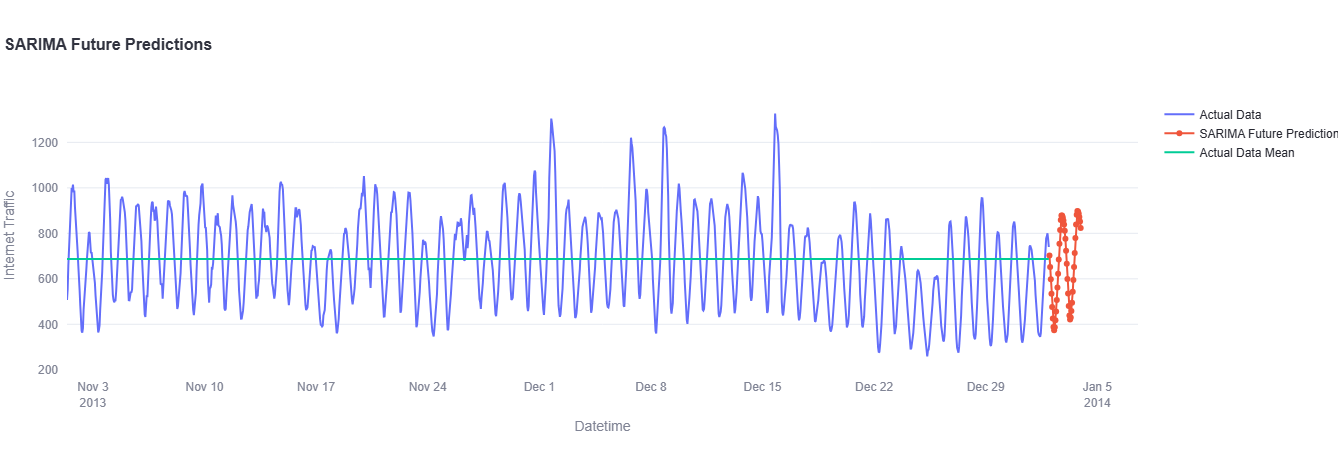 SARIMA Future Predictions
Actual Data
SARIMA Future Prediction
Actual Data Mean
Internet Traffic
1200
1000
800
600
400
200
Nov 3 Nov 10 Nov 17 Nov 24 Dec 1 Dec 8 Dec 15 Dec 22 Dec 29 Jan 5
2013 2014
Datetime